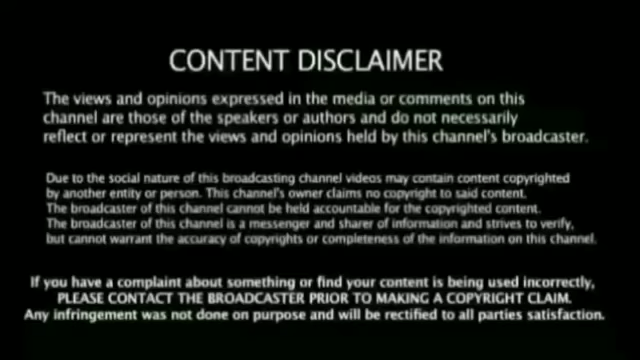 CONTENT DISCLAIMER
The views and opinions expressed in the media or comments on this
channel are those of the speakers or authors and do not necessarily
reflect or represent the views and opinions held by this channel's broadcaster.
Due to the social nature of this broadcasting channel videos may contain content copyrighted
by another entity or person. This channel's owner claims no copyright to said content.
The broadcaster of this channel cannot be held accountable for the copyrighted content.
The broadcaster of this channel is a messenger and sharer of information and strives to verify,
but cannot warrant the accuracy of copyrights or completeness of the information on this channel.
If you have a complaint about something or find your content is being used incorrectly,
PLEASE CONTACT THE BROADCASTER PRIOR TO MAKING A COPYRIGHT CLAIM.
Any infringement was not done on purpose and will be rectified to all parties satisfaction.